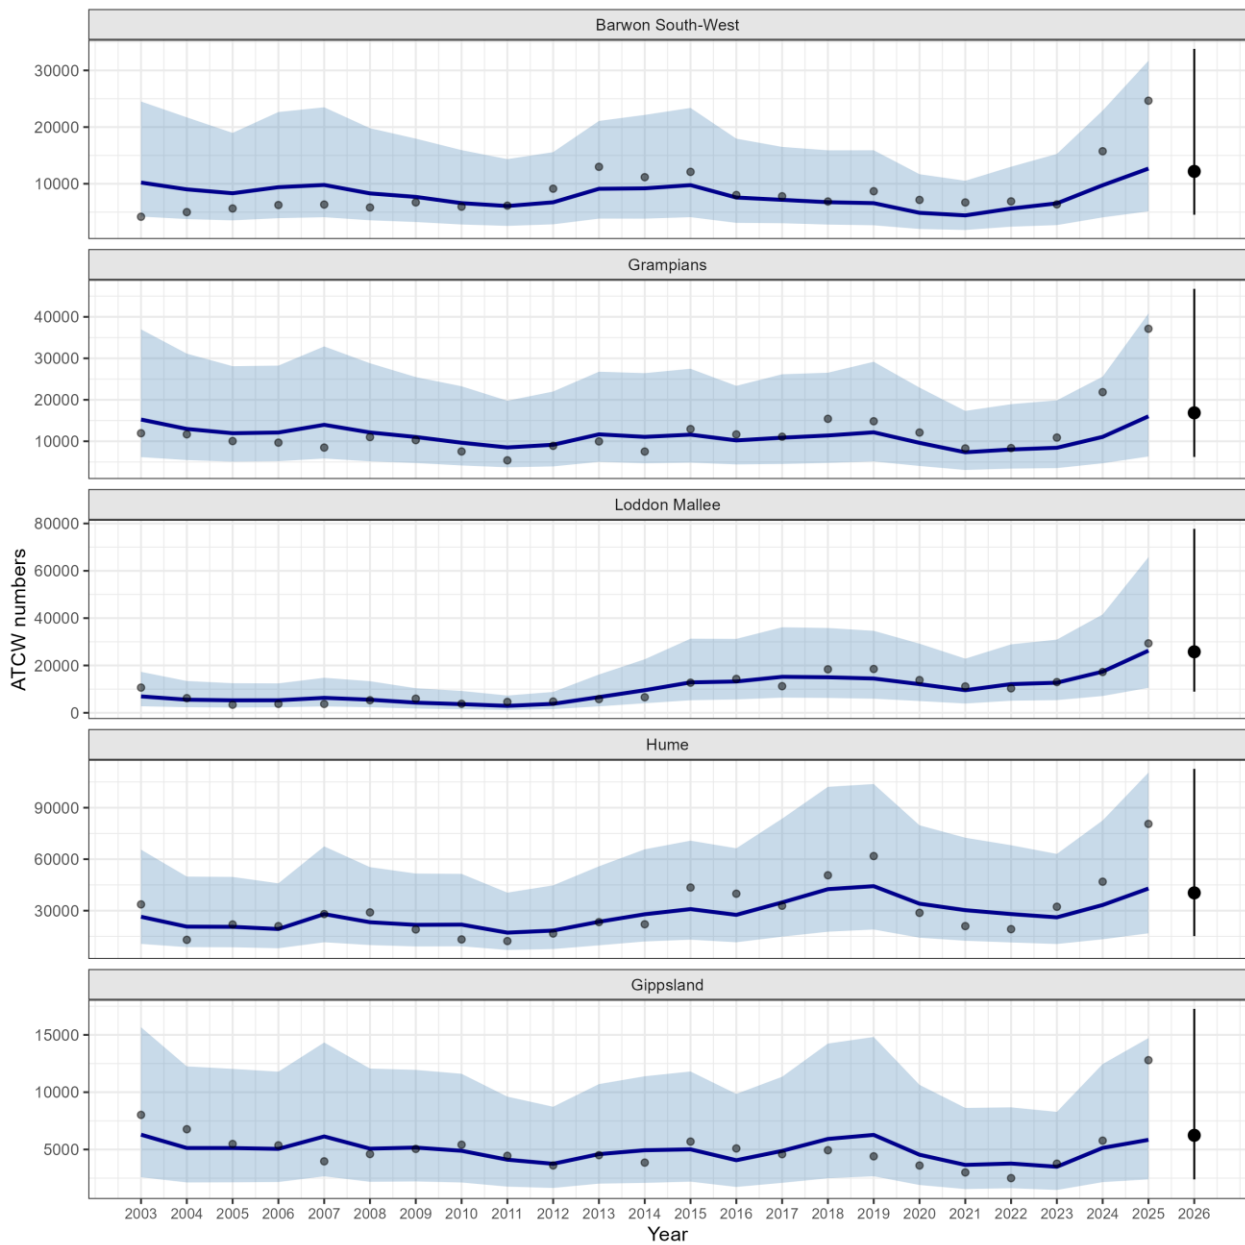 Barwon South-West
30000
20000
10000
Grampians
40000
30000
20000
10000
Loddon Mallee
80000
60000
40000
20000
0
ATCW numbers
Hume
90000
60000
30000
Gippsland
15000
10000
5000
2003 2004 2005 2006 2007 2008 2009 2010 2011 2012 2013 2014 2015 2016 2017 2018 2019 2020 2021 2022 2023 2024 2025 2026
Year